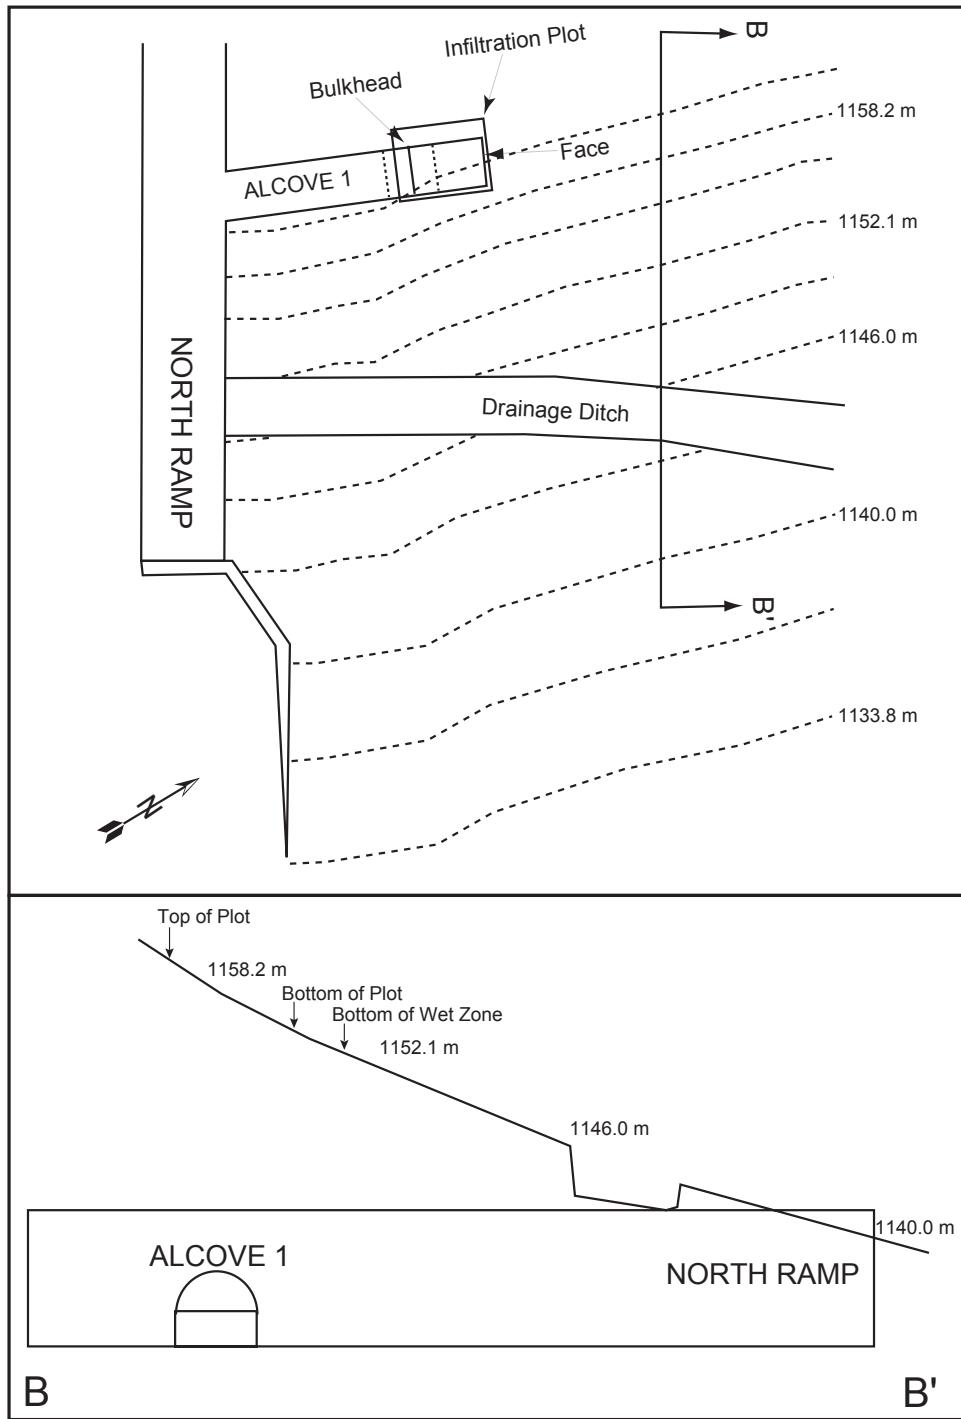 B
Infiltration Plot
Bulkhead
1158.2 m
Face
ALCOVE 1
1152.1 m
1146.0 m
NORTH RAMP
Drainage Ditch
1140.0 m
B'
1133.8 m
N
Top of Plot
1158.2 m
Bottom of Plot
Bottom of Wet Zone
1152.1 m
1146.0 m
1140.0 m
ALCOVE 1
NORTH RAMP
B
B'